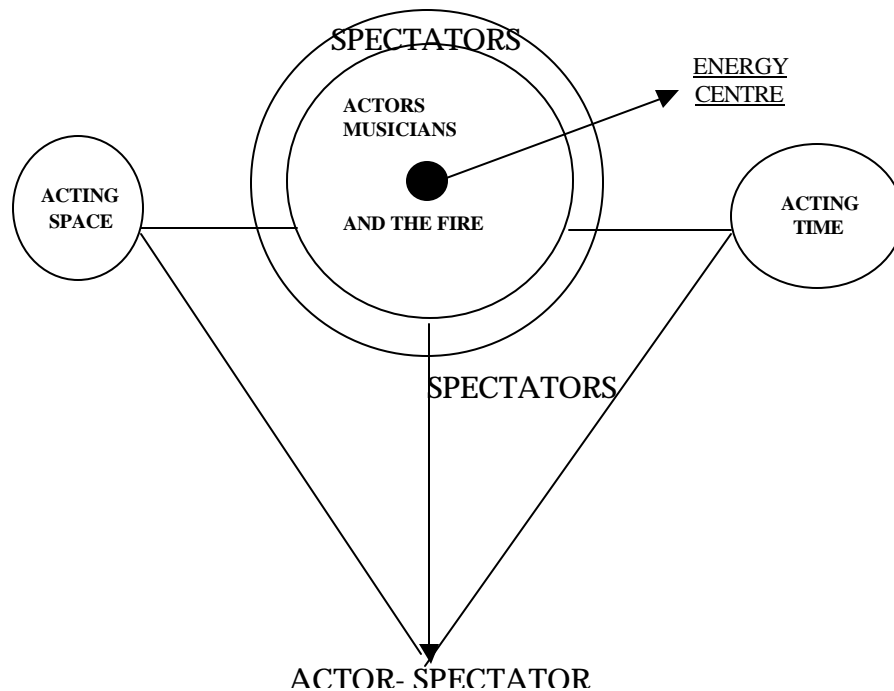 SPECTATORS
ENERGY
CENTRE
ACTORS
MUSICIANS
ACTING
SPACE
AND THE FIRE
ACTING
TIME
SPECTATORS
ACTOR- SPECTATOR